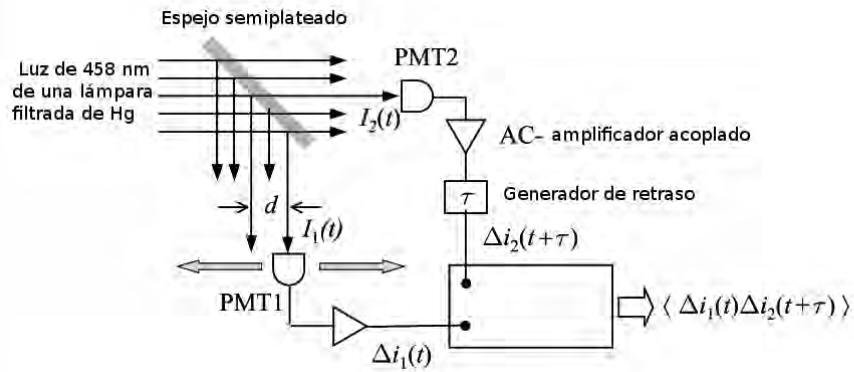 Espejo semiplateado
Luz de 458 nm
de una lámpara
filtrada de Hg
PMT2
I₂(t)
AC- amplificador acoplado
τ
Generador de retraso
d
I₁(t)
Δi₂(t+τ)
PMT1
⟨ Δi₁(t)Δi₂(t+τ) ⟩
Δi₁(t)